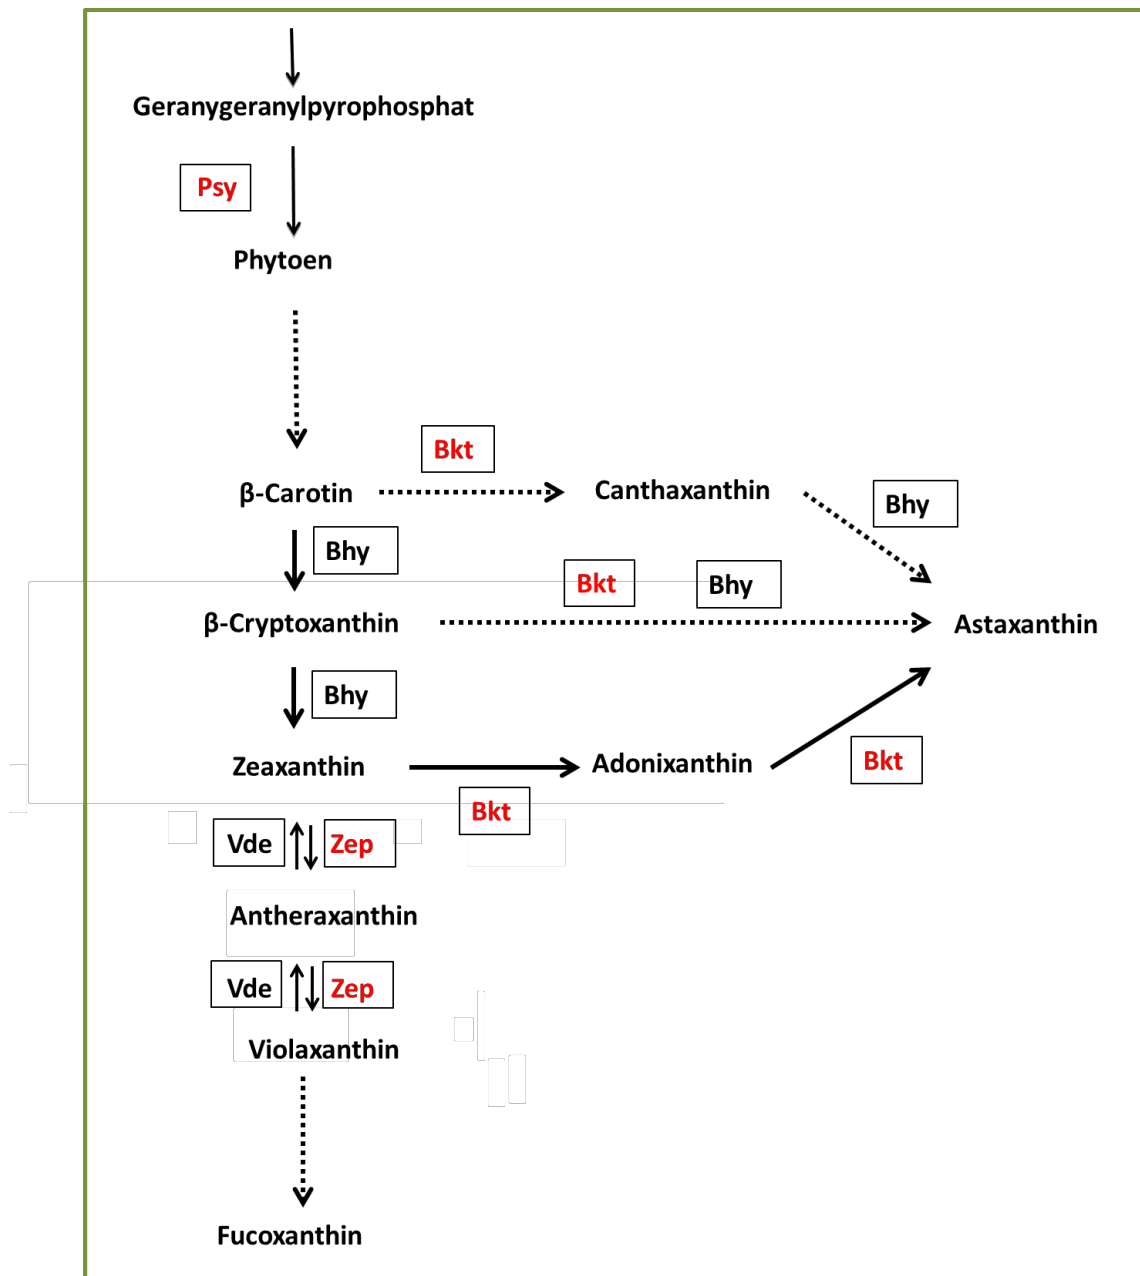 Geranygeranylpyrophosphat
Psy
Phytoen
Bkt
β-Carotin
Canthaxanthin
Bhy
Bhy
Bkt
Bhy
β-Cryptoxanthin
Astaxanthin
Bhy
Zeaxanthin
Adonixanthin
Bkt
Bkt
Vde
Zep
Antheraxanthin
Vde
Zep
Violaxanthin
Fucoxanthin